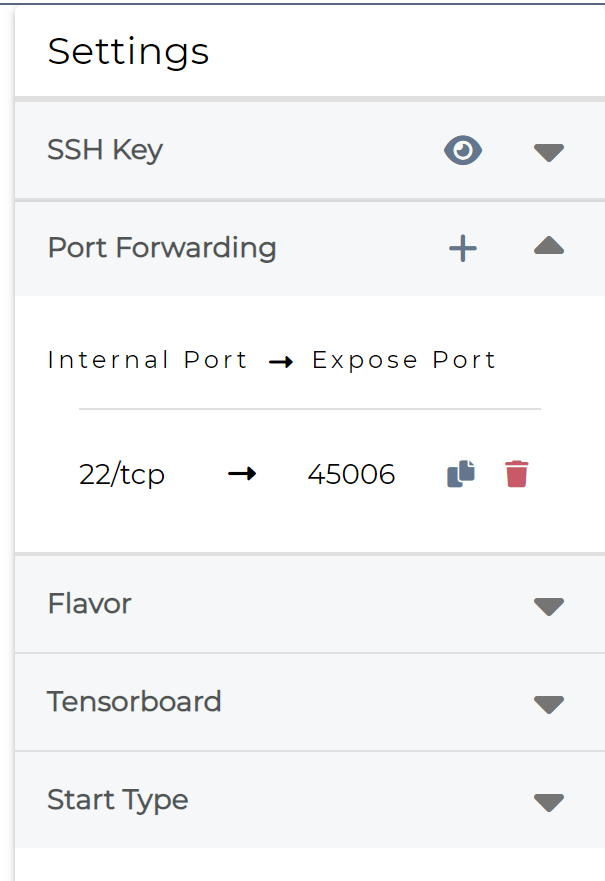 Settings
SSH Key
Port Forwarding
Internal Port → Expose Port
22/tcp → 45006
Flavor
Tensorboard
Start Type